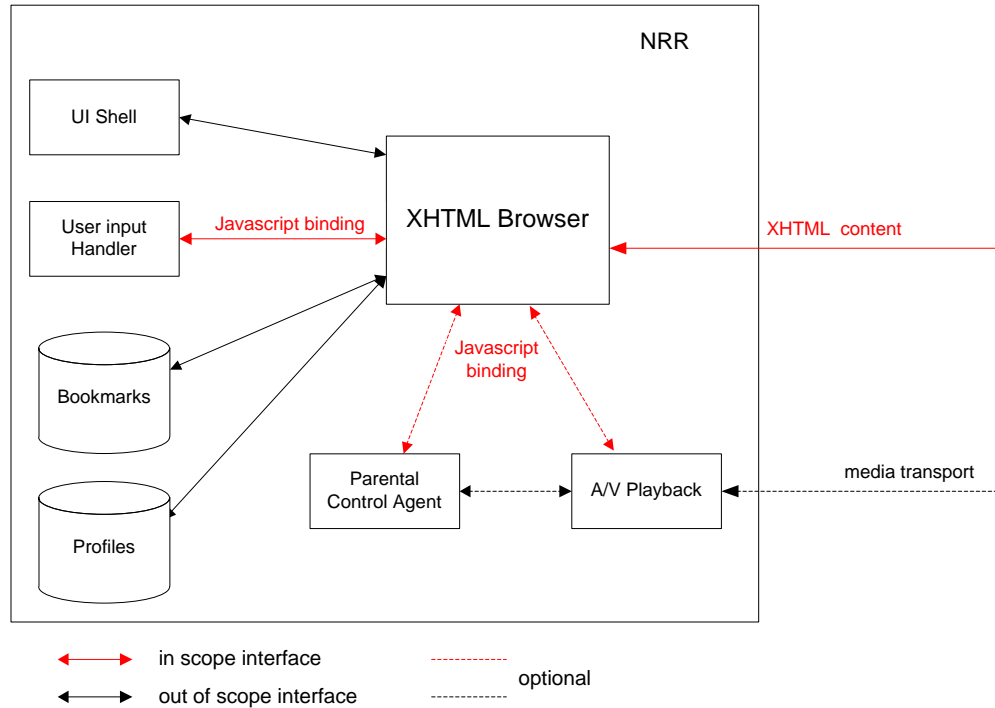 NRR
UI Shell
User input
Handler
Javascript binding
XHTML Browser
XHTML content
Bookmarks
Javascript
binding
Parental
Control Agent
A/V Playback
media transport
Profiles
in scope interface
out of scope interface
optional